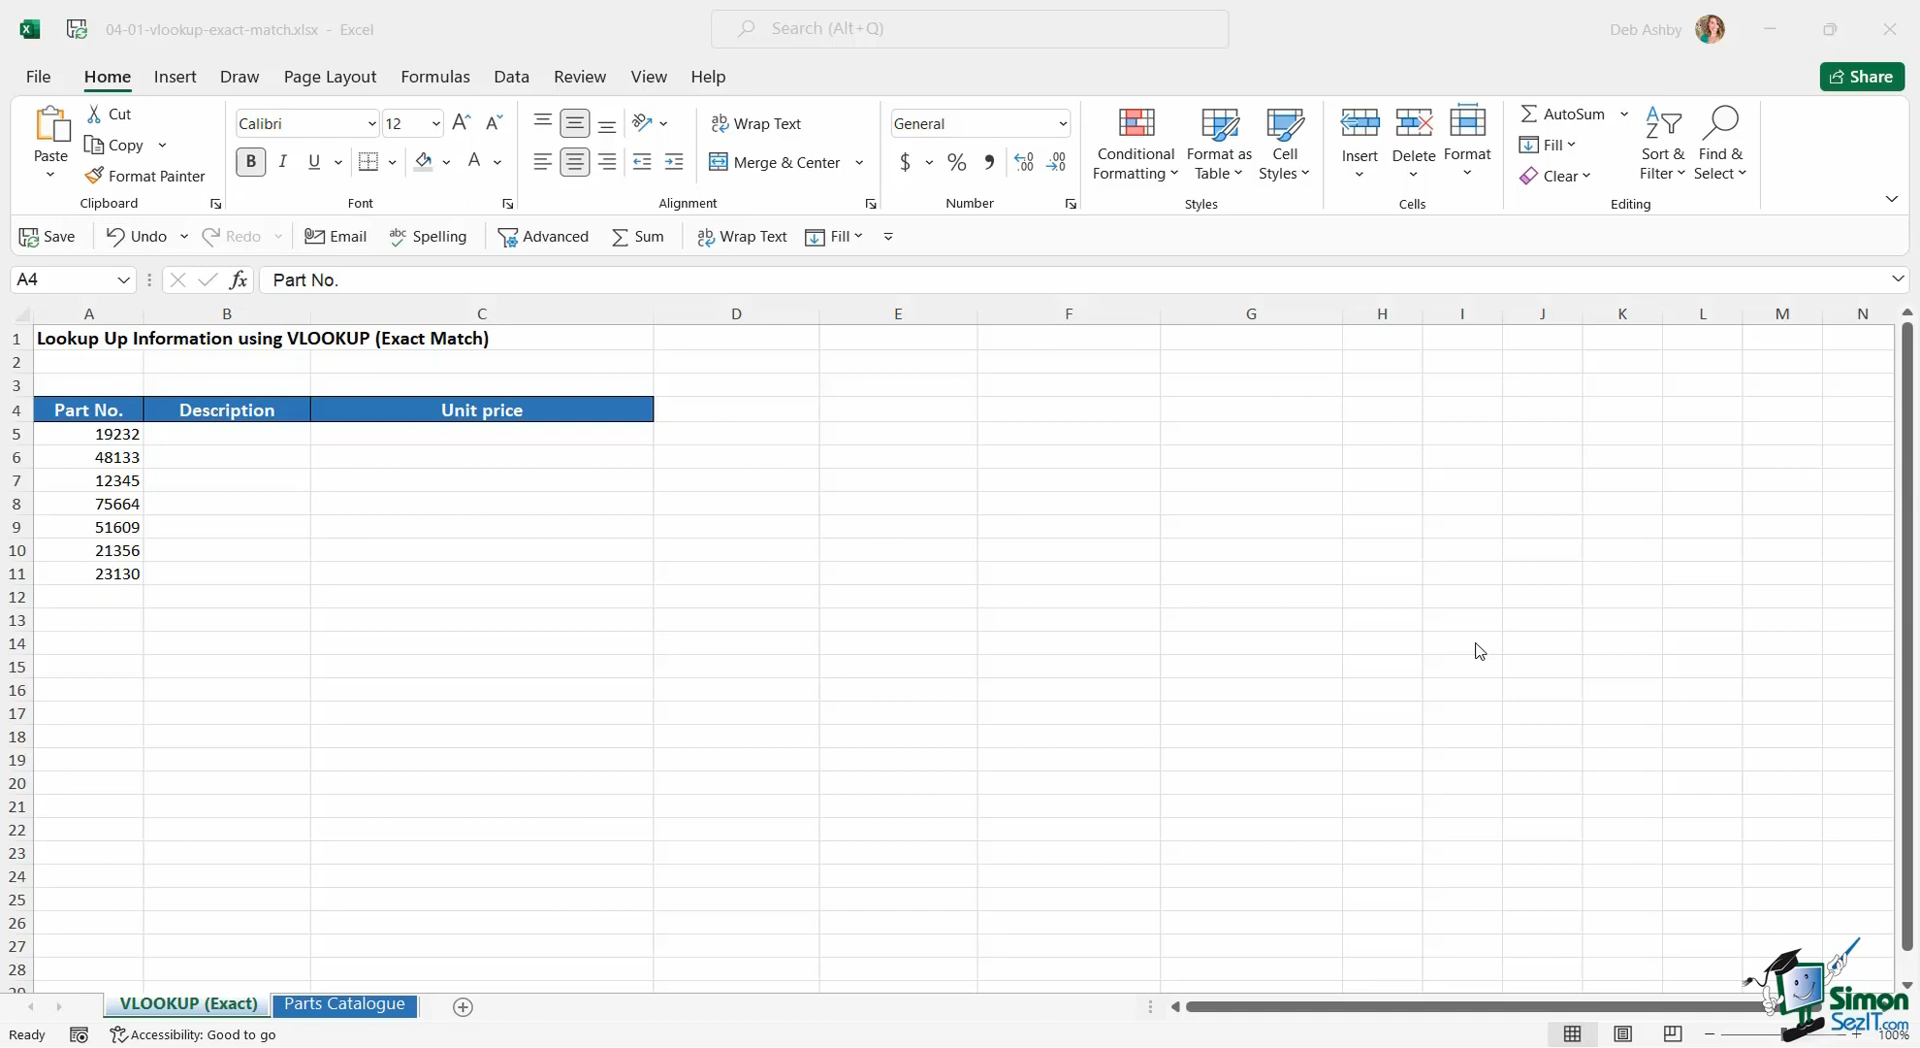 04-01-vlookup-exact-match.xlsx - Excel
Search (Alt+Q)
Deb Ashby
File Home Insert Draw Page Layout Formulas Data Review View Help
Share
Paste
Cut
Copy
Format Painter
Clipboard
Calibri 12
B I U A
Font
Wrap Text
Merge & Center
Alignment
General
$ % ,
Number
Conditional Formatting
Format as Table
Cell Styles
Styles
Insert
Delete
Format
Cells
AutoSum
Fill
Clear
Sort & Filter
Find & Select
Editing
Save Undo Redo Email Spelling Advanced Sum Wrap Text Fill
A4 fx Part No.
A B C D E F G H I J K L M N
1 Lookup Up Information using VLOOKUP (Exact Match)
2
3
4 Part No. Description Unit price
5 19232
6 48133
7 12345
8 75664
9 51609
10 21356
11 23130
12
13
14
15
16
17
18
19
20
21
22
23
24
25
26
27
28
VLOOKUP (Exact) Parts Catalogue
Ready Accessibility: Good to go
100%
Simon
SezIT.com